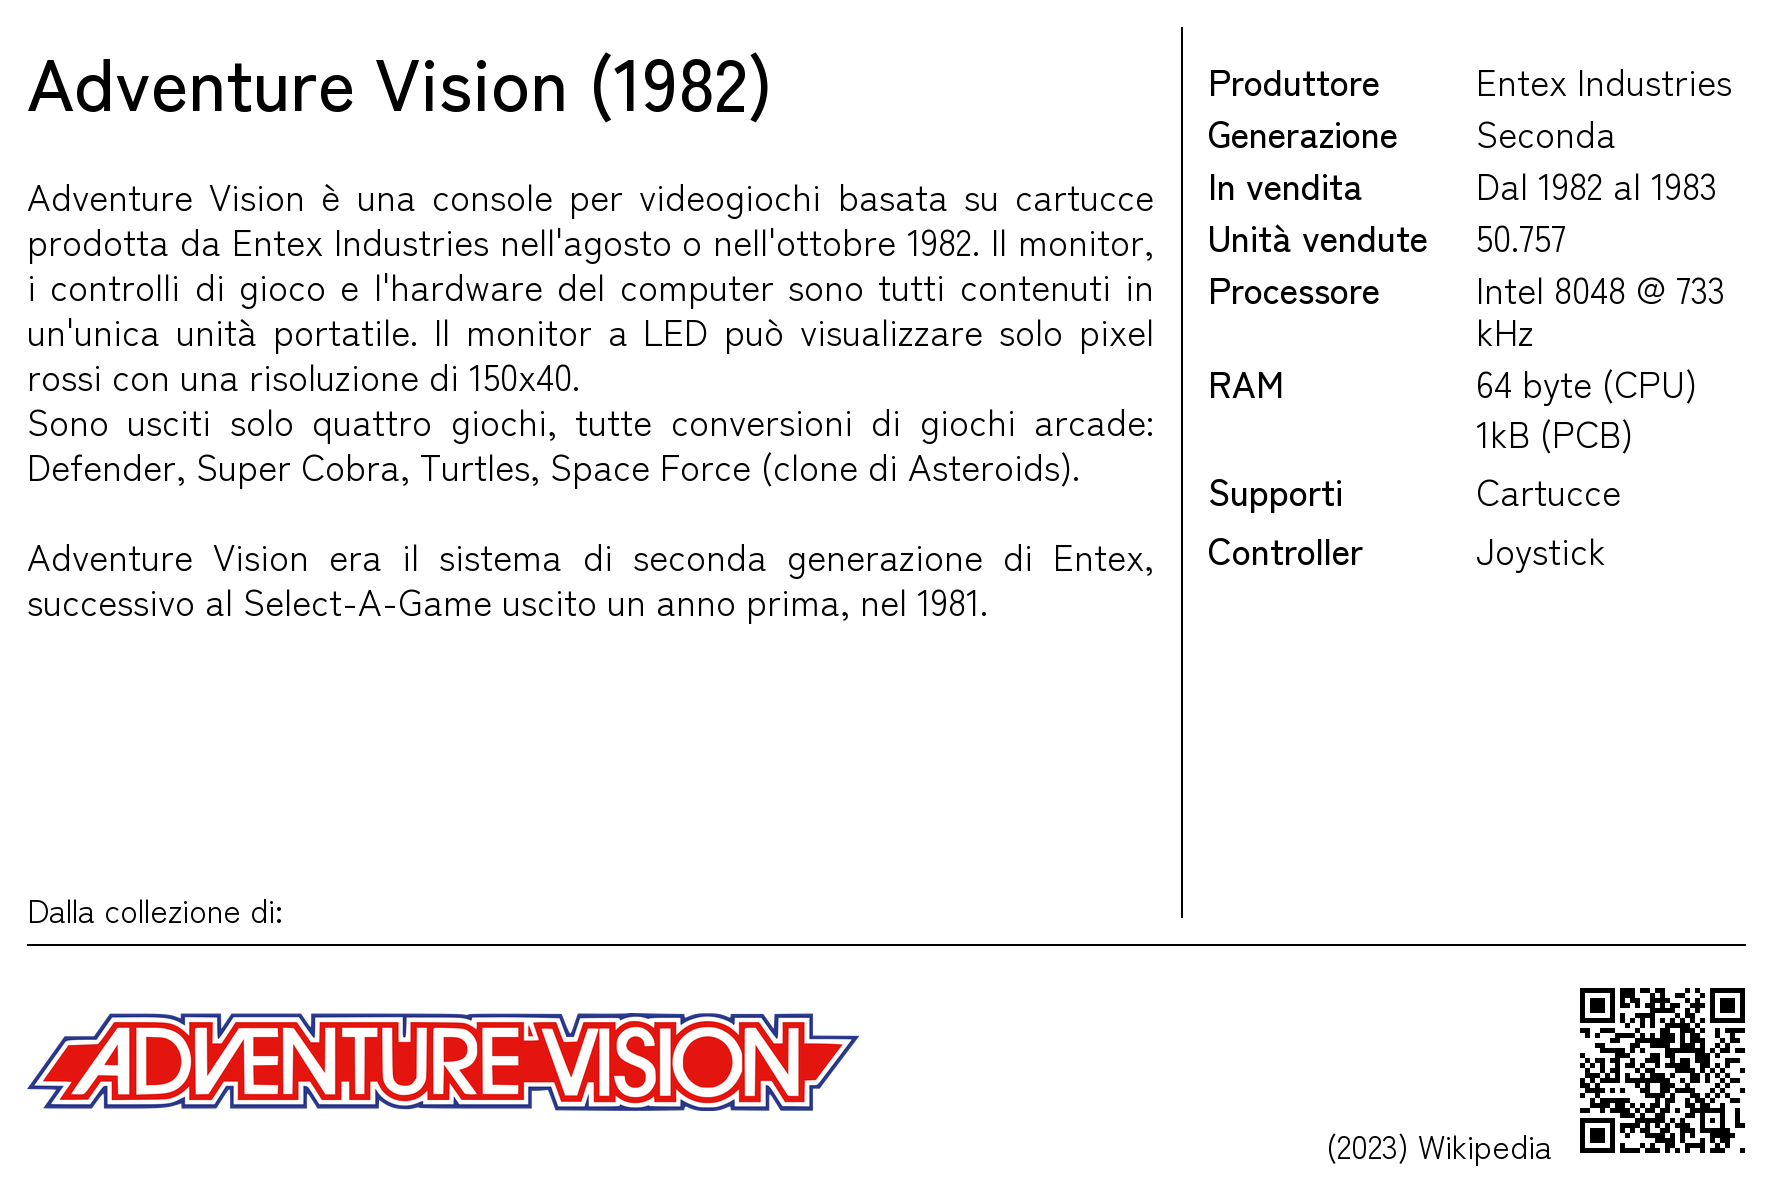 Adventure Vision (1982)
Adventure Vision è una console per videogiochi basata su cartucce
prodotta da Entex Industries nell'agosto o nell'ottobre 1982. Il monitor,
i controlli di gioco e l'hardware del computer sono tutti contenuti in
un'unica unità portatile. Il monitor a LED può visualizzare solo pixel
rossi con una risoluzione di 150x40.
Sono usciti solo quattro giochi, tutte conversioni di giochi arcade:
Defender, Super Cobra, Turtles, Space Force (clone di Asteroids).
Adventure Vision era il sistema di seconda generazione di Entex,
successivo al Select-A-Game uscito un anno prima, nel 1981.
Dalla collezione di:
Produttore Entex Industries
Generazione Seconda
In vendita Dal 1982 al 1983
Unità vendute 50.757
Processore Intel 8048 @ 733
kHz
RAM 64 byte (CPU)
1kB (PCB)
Supporti Cartucce
Controller Joystick
ADVENTURE VISION
(2023) Wikipedia